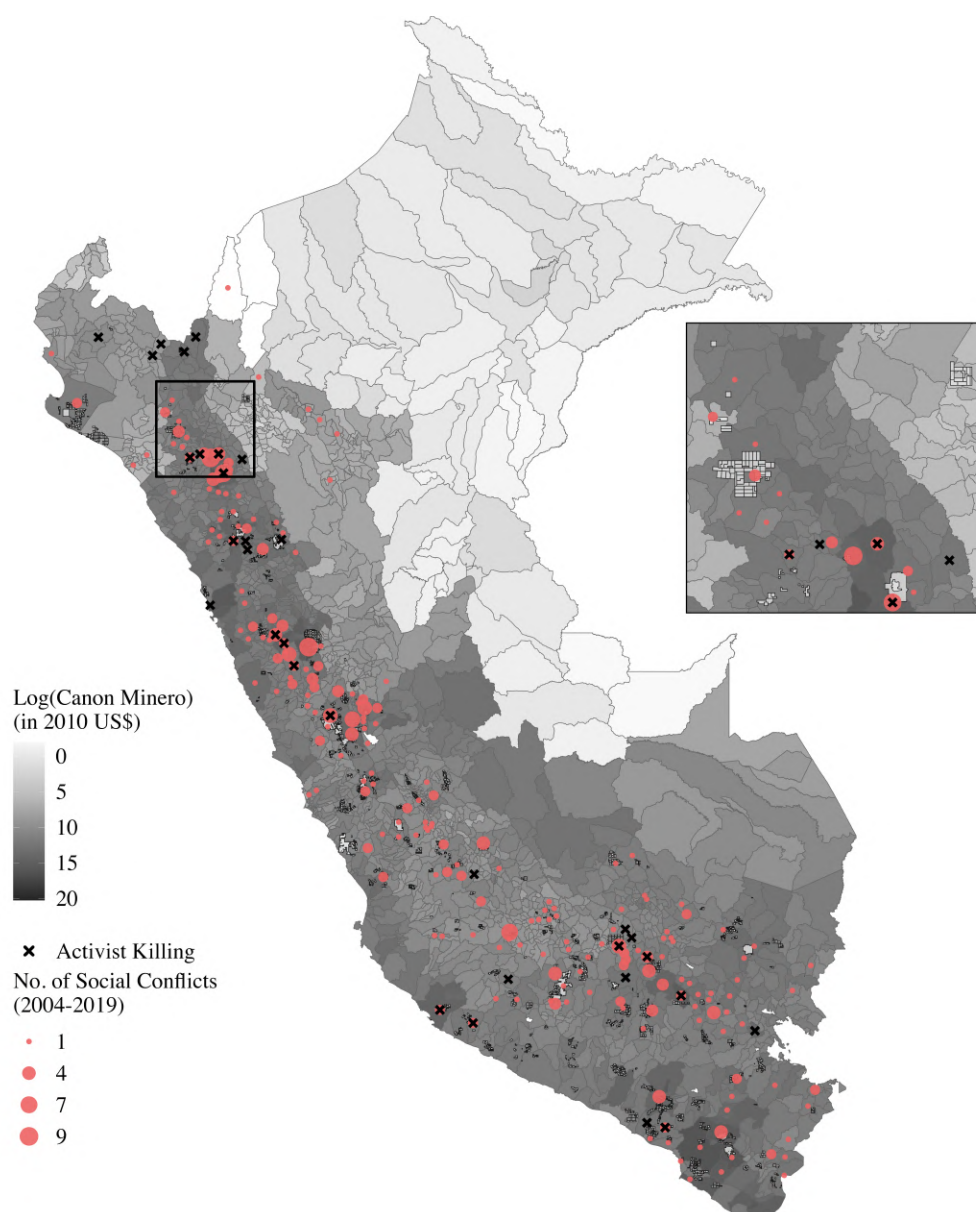 Log(Canon Minero)
(in 2010 US$)
0
5
10
15
20
Activist Killing
No. of Social Conflicts
(2004-2019)
1
4
7
9